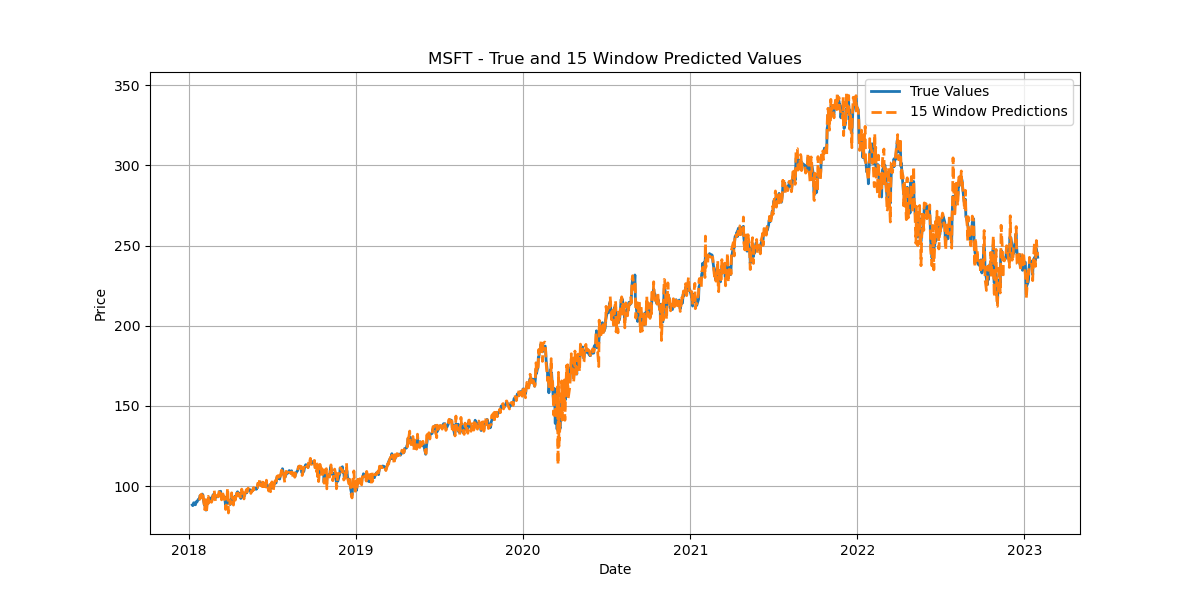 MSFT - True and 15 Window Predicted Values
True Values
15 Window Predictions
Price
350
300
250
200
150
100
2018 2019 2020 2021 2022 2023
Date